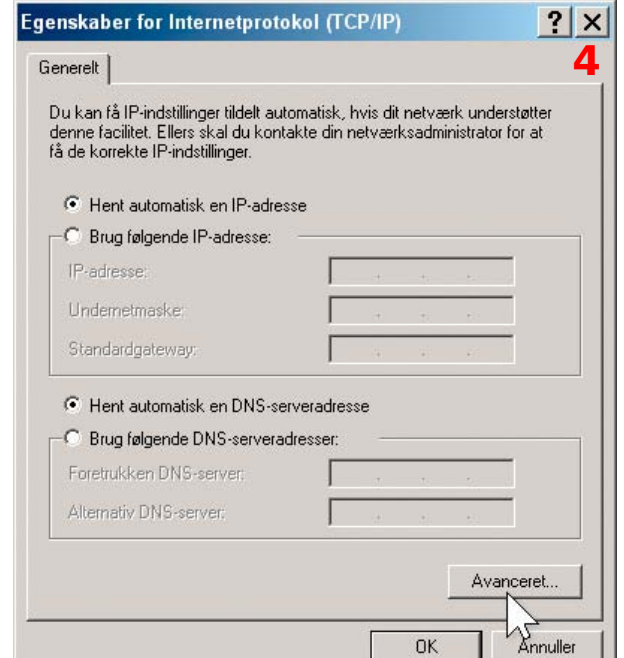 Egenskaber for Internetprotokol (TCP/IP)
4
Generelt
Du kan få IP-indstillinger tildelt automatisk, hvis dit netværk understøtter
denne facilitet. Ellers skal du kontakte din netværksadministrator for at
få de korrekte IP-indstillinger.
Hent automatisk en IP-adresse
Brug følgende IP-adresse:
IP-adresse:
Undernetmaske:
Standardgateway:
Hent automatisk en DNS-serveradresse
Brug følgende DNS-serveradresser:
Foretrukken DNS-server:
Alternativ DNS-server:
Avanceret...
OK Annuller